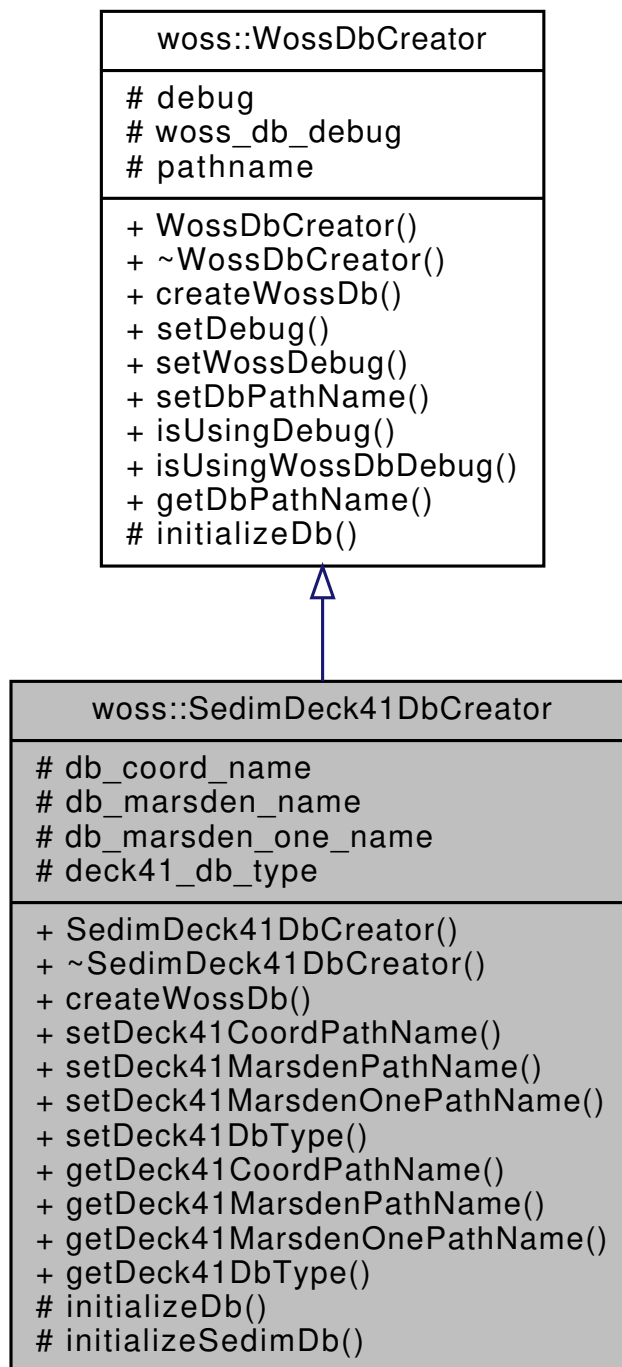 woss::WossDbCreator
# debug
# woss_db_debug
# pathname
+ WossDbCreator()
+ ~WossDbCreator()
+ createWossDb()
+ setDebug()
+ setWossDebug()
+ setDbPathName()
+ isUsingDebug()
+ isUsingWossDbDebug()
+ getDbPathName()
# initializeDb()
woss::SedimDeck41DbCreator
# db_coord_name
# db_marsden_name
# db_marsden_one_name
# deck41_db_type
+ SedimDeck41DbCreator()
+ ~SedimDeck41DbCreator()
+ createWossDb()
+ setDeck41CoordPathName()
+ setDeck41MarsdenPathName()
+ setDeck41MarsdenOnePathName()
+ setDeck41DbType()
+ getDeck41CoordPathName()
+ getDeck41MarsdenPathName()
+ getDeck41MarsdenOnePathName()
+ getDeck41DbType()
# initializeDb()
# initializeSedimDb()